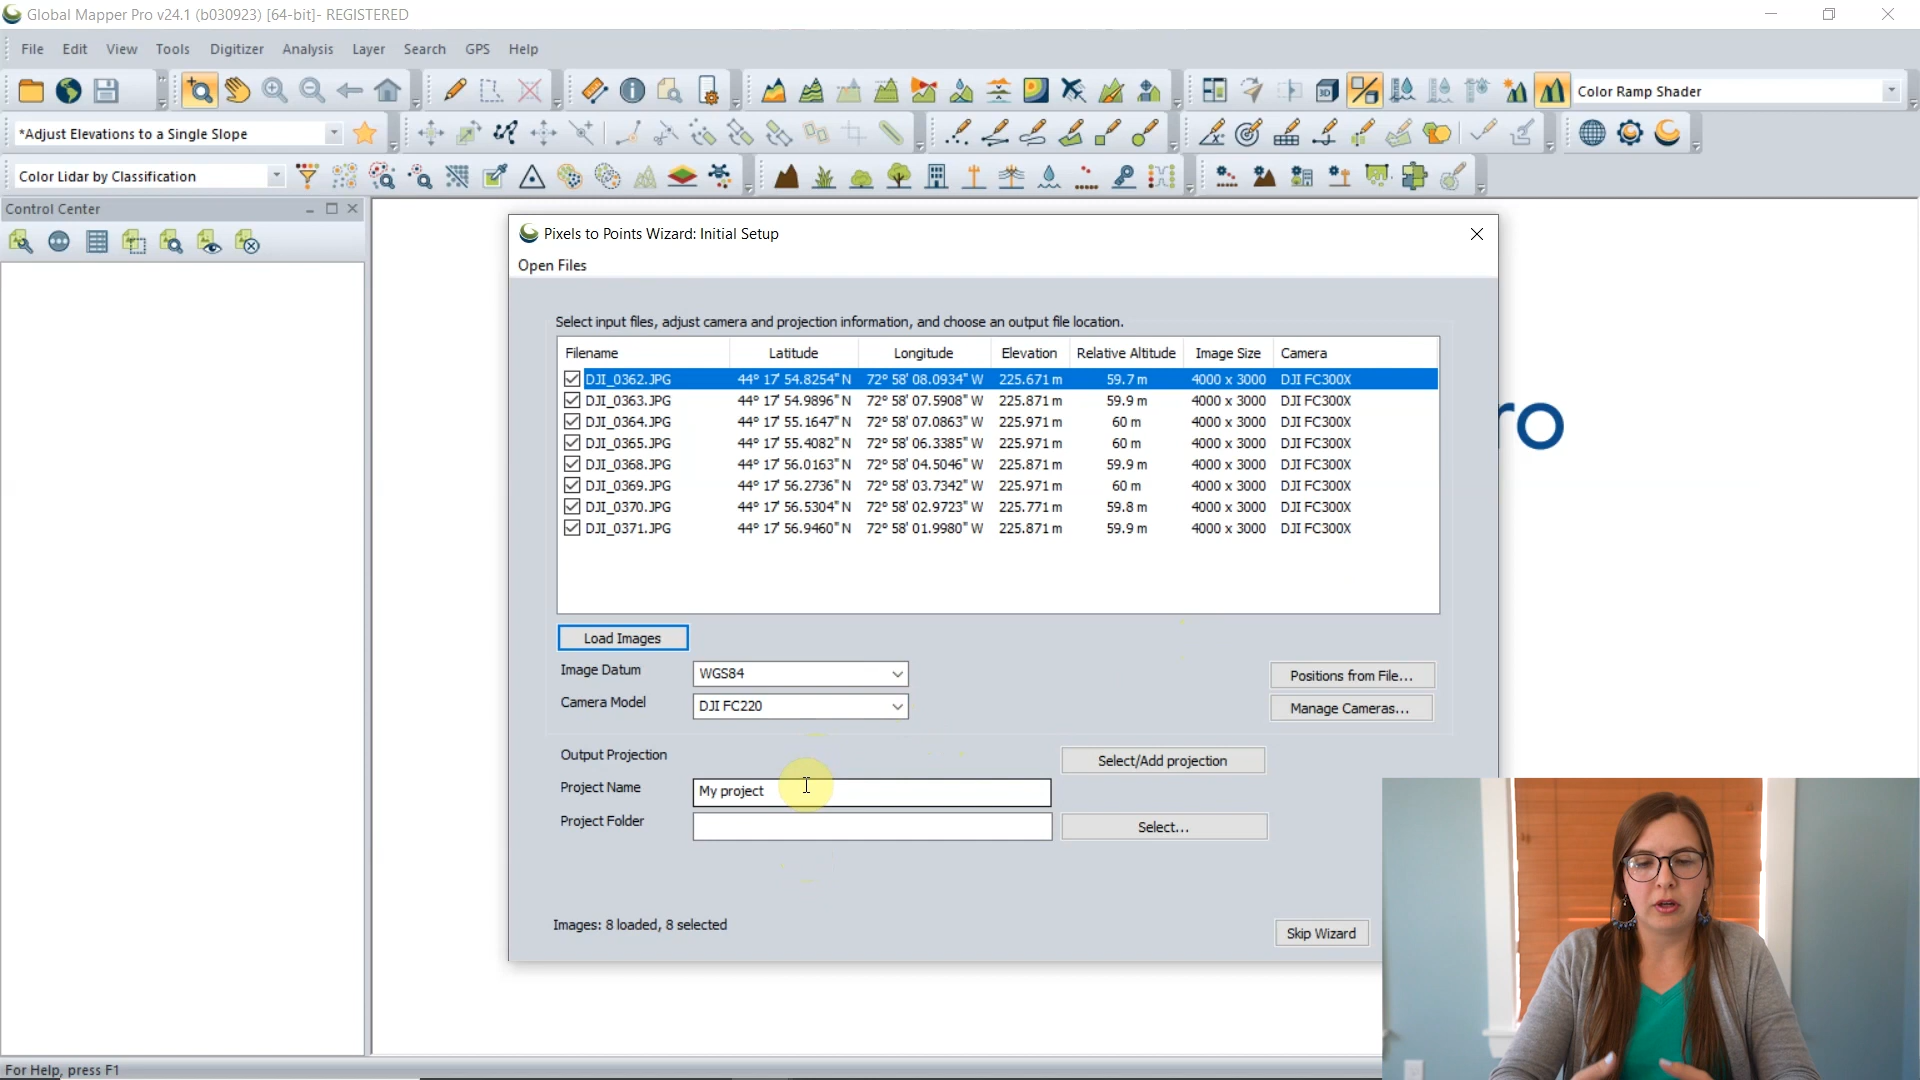 Global Mapper Pro v24.1 (b030923) [64-bit]- REGISTERED
File Edit View Tools Digitizer Analysis Layer Search GPS Help
Color Ramp Shader
*Adjust Elevations to a Single Slope
Color Lidar by Classification
Control Center
Pixels to Points Wizard: Initial Setup
Open Files
Select input files, adjust camera and projection information, and choose an output file location.
Filename Latitude Longitude Elevation Relative Altitude Image Size Camera
DJI_0362.JPG 44° 17' 54.8254" N 72° 58' 08.0934" W 225.671 m 59.7 m 4000 x 3000 DJI FC300X
DJI_0363.JPG 44° 17' 54.9896" N 72° 58' 07.5908" W 225.871 m 59.9 m 4000 x 3000 DJI FC300X
DJI_0364.JPG 44° 17' 55.1647" N 72° 58' 07.0863" W 225.971 m 60 m 4000 x 3000 DJI FC300X
DJI_0365.JPG 44° 17' 55.4082" N 72° 58' 06.3385" W 225.971 m 60 m 4000 x 3000 DJI FC300X
DJI_0368.JPG 44° 17' 56.0163" N 72° 58' 04.5046" W 225.871 m 59.9 m 4000 x 3000 DJI FC300X
DJI_0369.JPG 44° 17' 56.2736" N 72° 58' 03.7342" W 225.971 m 60 m 4000 x 3000 DJI FC300X
DJI_0370.JPG 44° 17' 56.5304" N 72° 58' 02.9723" W 225.771 m 59.8 m 4000 x 3000 DJI FC300X
DJI_0371.JPG 44° 17' 56.9460" N 72° 58' 01.9980" W 225.871 m 59.9 m 4000 x 3000 DJI FC300X
ro
Load Images
Image Datum WGS84 Positions from File...
Camera Model DJI FC220 Manage Cameras...
Output Projection Select/Add projection
Project Name My project
Project Folder Select...
Images: 8 loaded, 8 selected
Skip Wizard
For Help, press F1